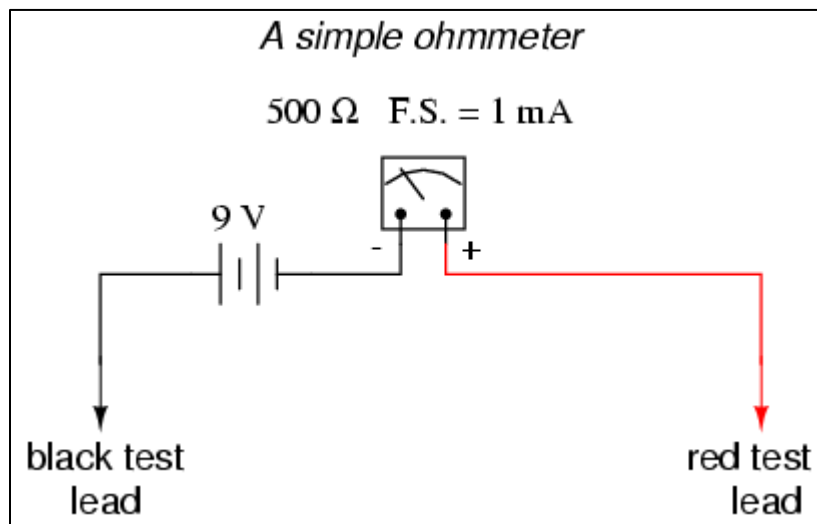 A simple ohmmeter
500 Ω F.S. = 1 mA
9 V
- +
black test
lead
red test
lead